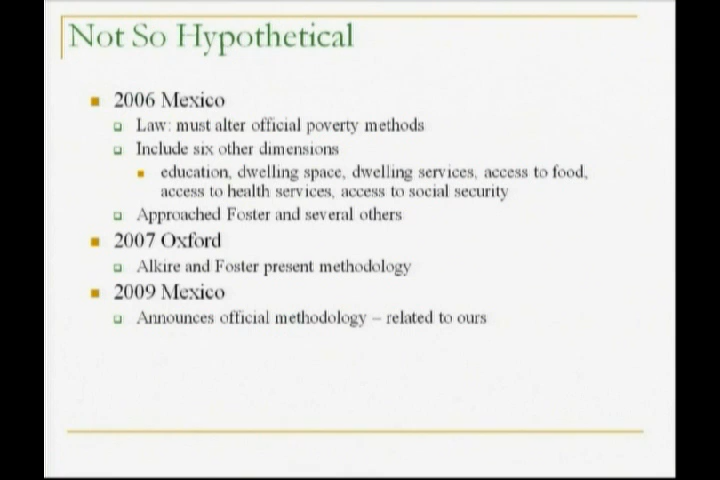 Not So Hypothetical
2006 Mexico
Law: must alter official poverty methods
Include six other dimensions
education, dwelling space, dwelling services, access to food,
access to health services, access to social security
Approached Foster and several others
2007 Oxford
Alkire and Foster present methodology
2009 Mexico
Announces official methodology – related to ours